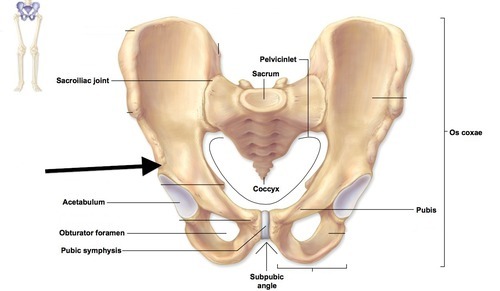 Pelvicinlet
Sacroiliac joint
Sacrum
Os coxae
Coccyx
Acetabulum
Pubis
Obturator foramen
Pubic symphysis
Subpubic
angle